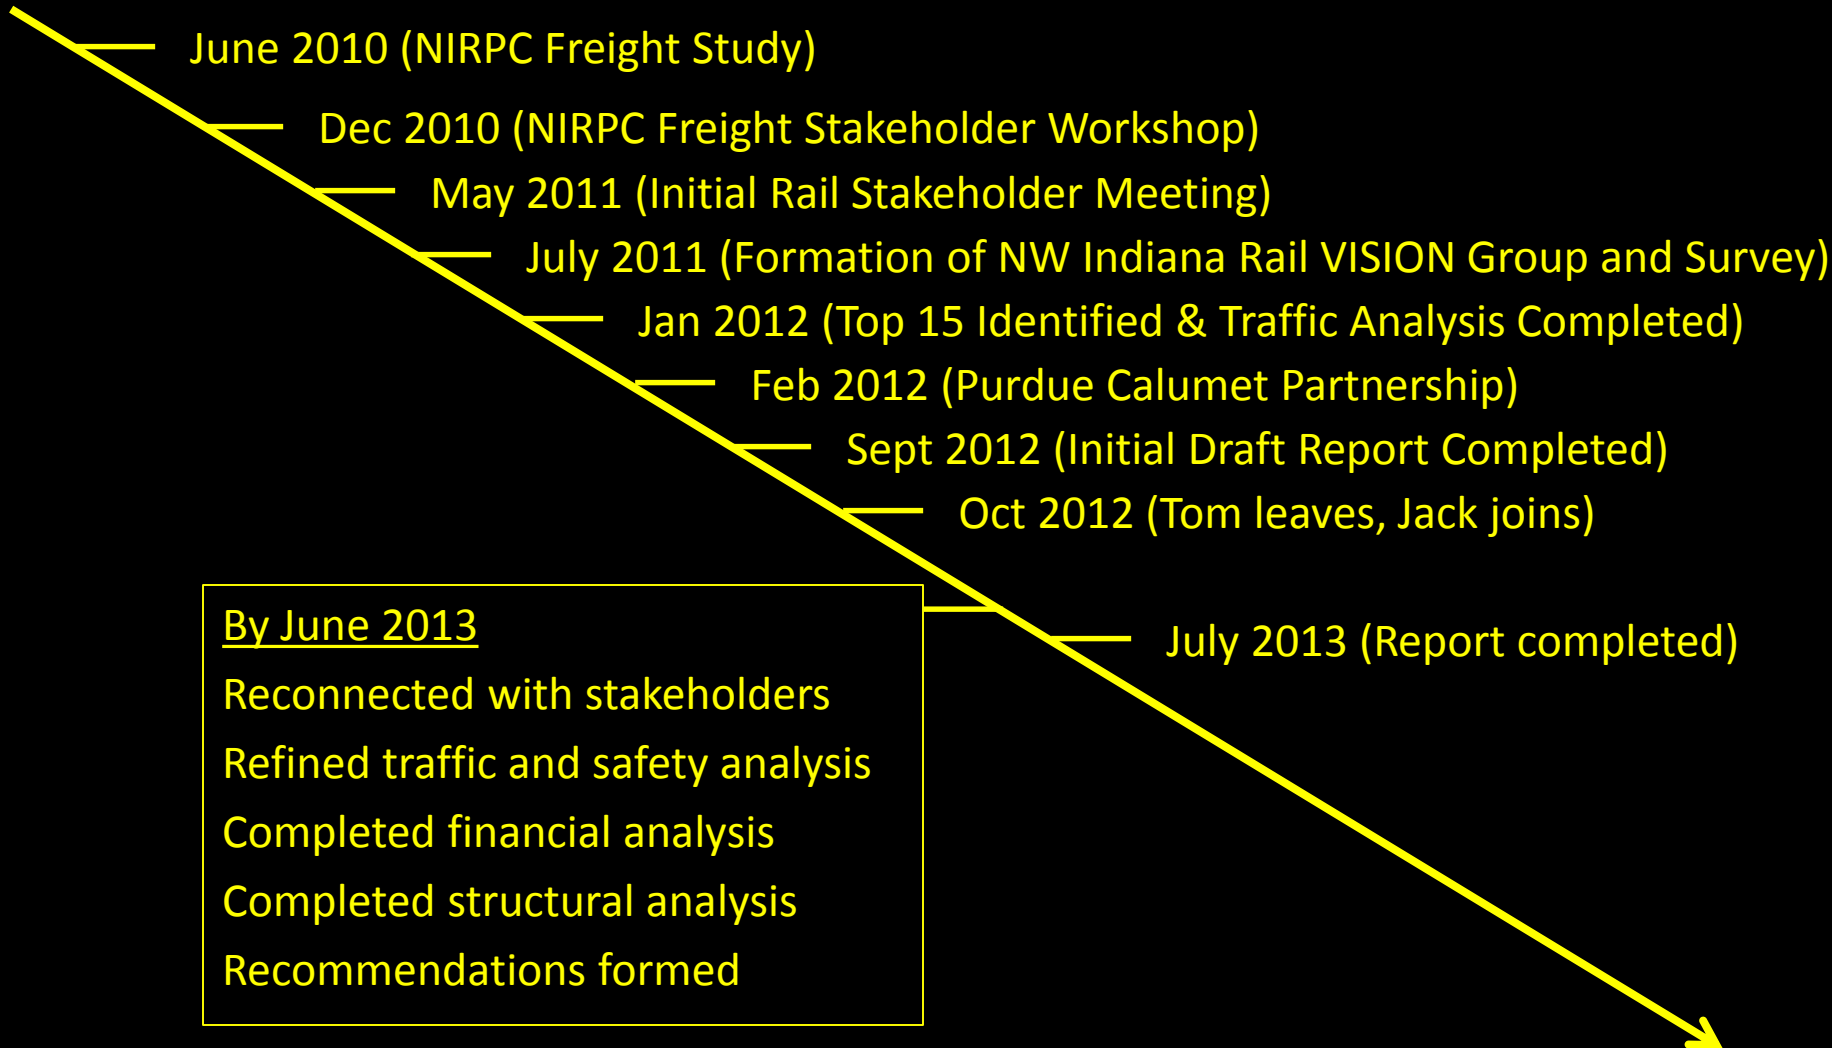 June 2010 (NIRPC Freight Study)
Dec 2010 (NIRPC Freight Stakeholder Workshop)
May 2011 (Initial Rail Stakeholder Meeting)
July 2011 (Formation of NW Indiana Rail VISION Group and Survey)
Jan 2012 (Top 15 Identified & Traffic Analysis Completed)
Feb 2012 (Purdue Calumet Partnership)
Sept 2012 (Initial Draft Report Completed)
Oct 2012 (Tom leaves, Jack joins)
By June 2013
Reconnected with stakeholders
Refined traffic and safety analysis
Completed financial analysis
Completed structural analysis
Recommendations formed
July 2013 (Report completed)